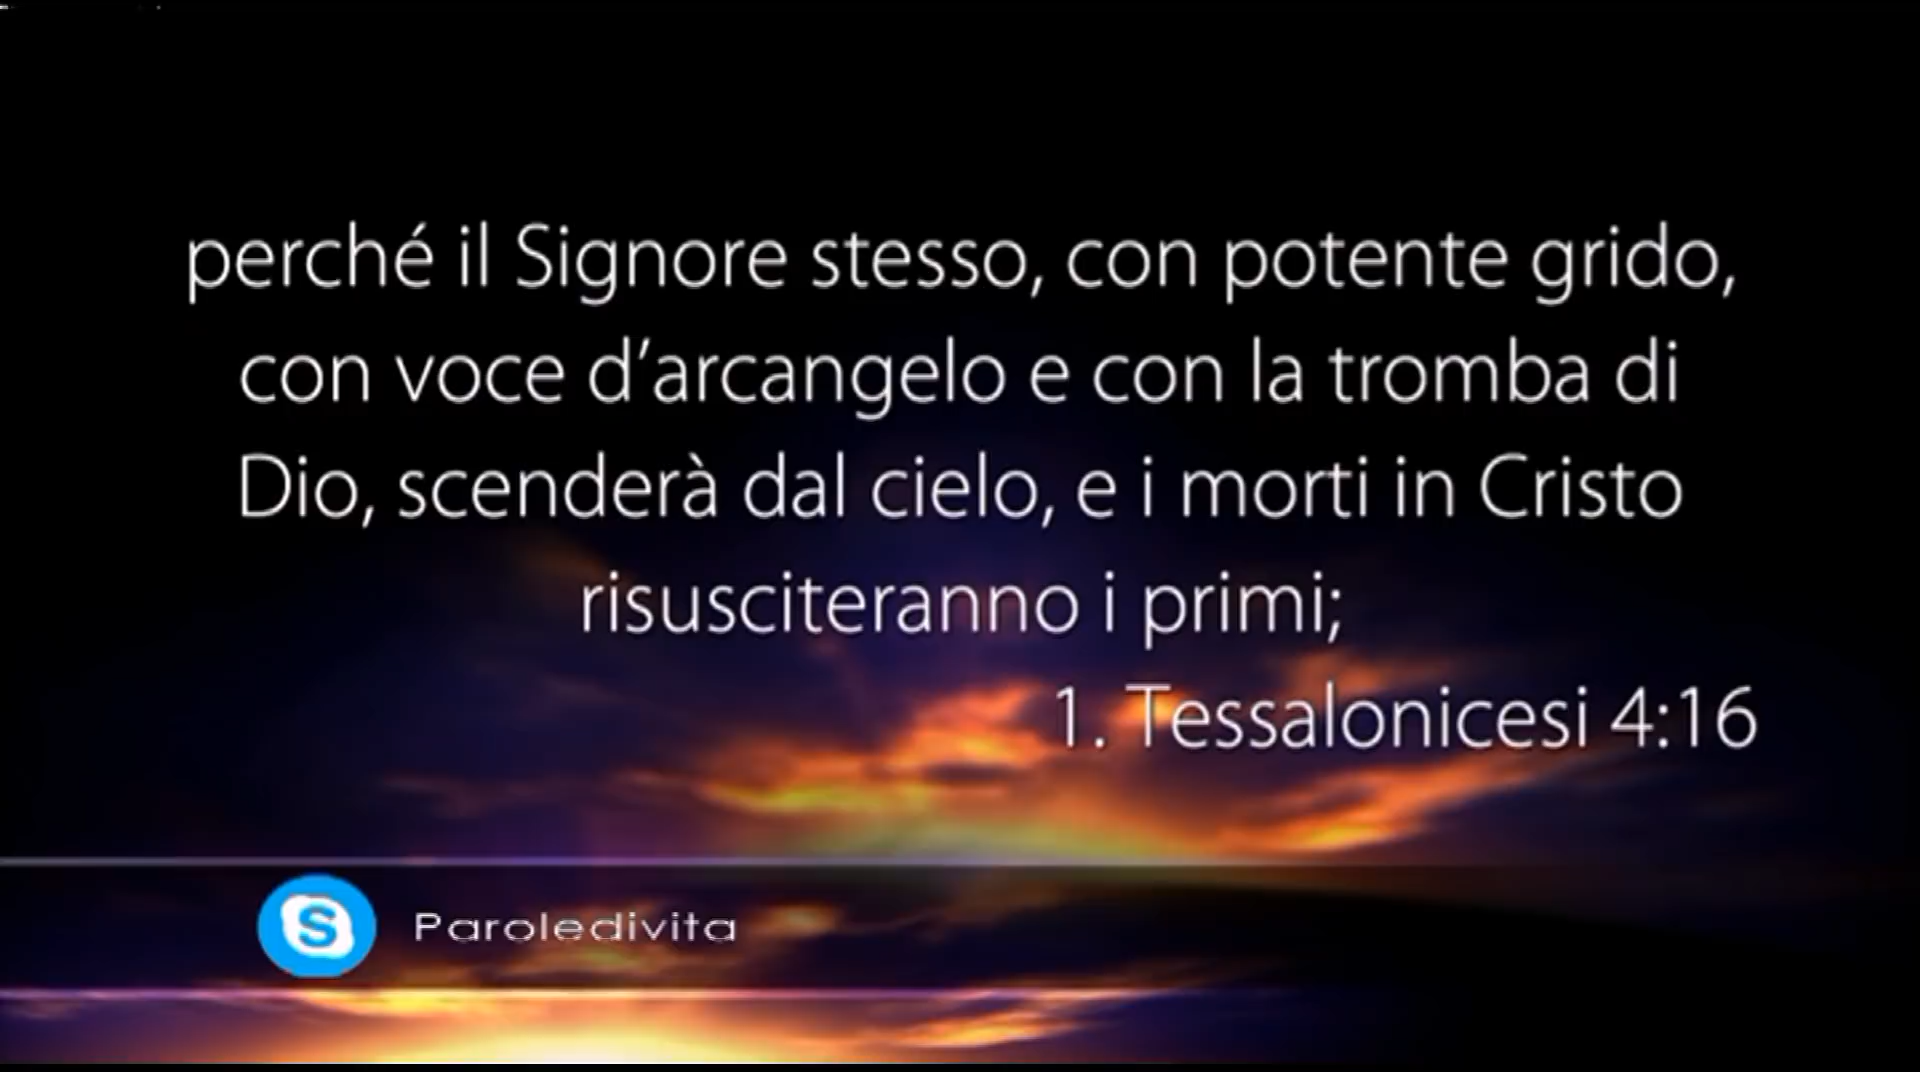 perché il Signore stesso, con potente grido,
con voce d’arcangelo e con la tromba di
Dio, scenderà dal cielo, e i morti in Cristo
risusciteranno i primi;
1. Tessalonicesi 4:16
S Paroledivita